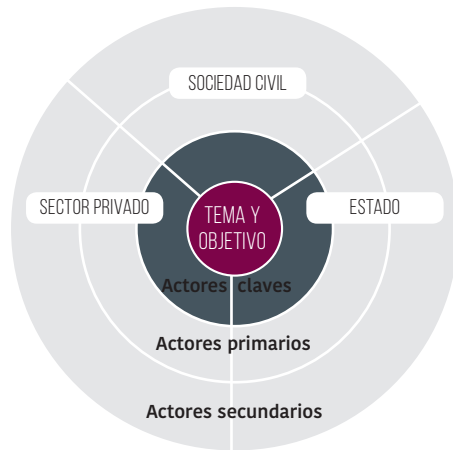 SOCIEDAD CIVIL
SECTOR PRIVADO
TEMA Y
OBJETIVO
ESTADO
Actores claves
Actores primarios
Actores secundarios